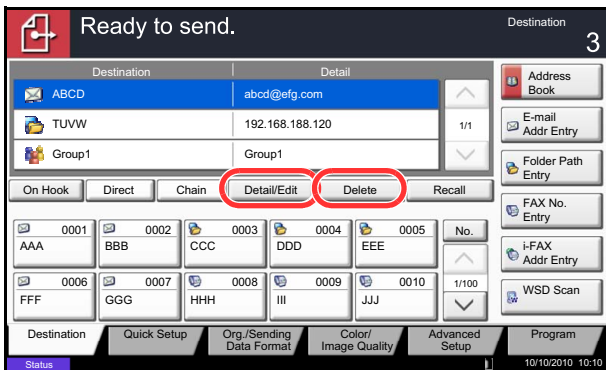 Ready to send.
Destination
3
Destination Detail
ABCD abcd@efg.com
TUVW 192.168.188.120
1/1
Group1 Group1
Address
Book
E-mail
Addr Entry
Folder Path
Entry
FAX No.
Entry
i-FAX
Addr Entry
WSD Scan
On Hook Direct Chain Detail/Edit Delete Recall
0001 0002 0003 0004 0005 No.
AAA BBB CCC DDD EEE
0006 0007 0008 0009 0010 1/100
FFF GGG HHH III JJJ
Destination Quick Setup Org./Sending
Data Format Color/
Image Quality Advanced
Setup Program
Status 10/10/2010 10:10